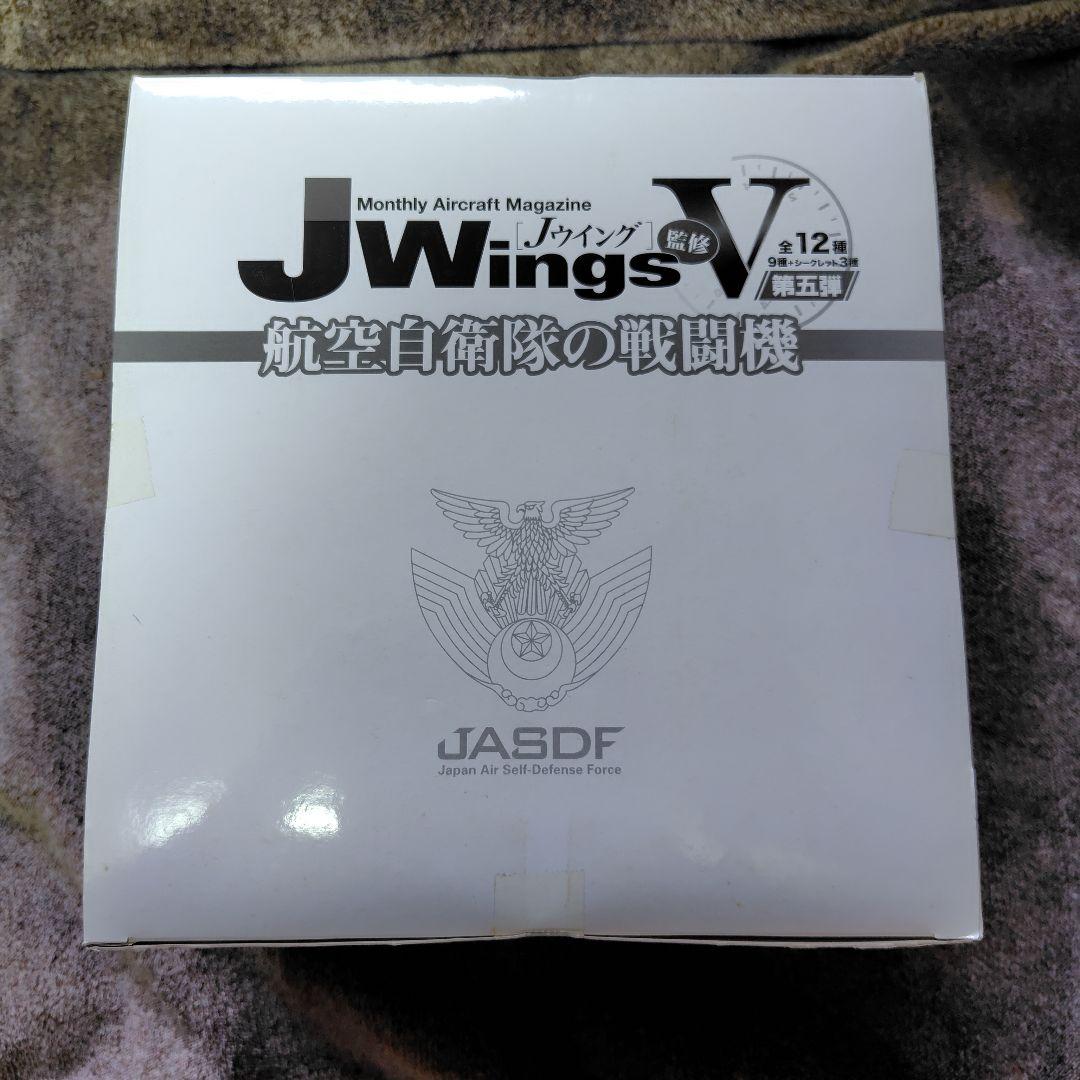 Monthly Aircraft Magazine
JWings
[Jウイング]
監修
V
全12種
9種+シークレット3種
第五弾
航空自衛隊の戦闘機
JASDF
Japan Air Self-Defense Force